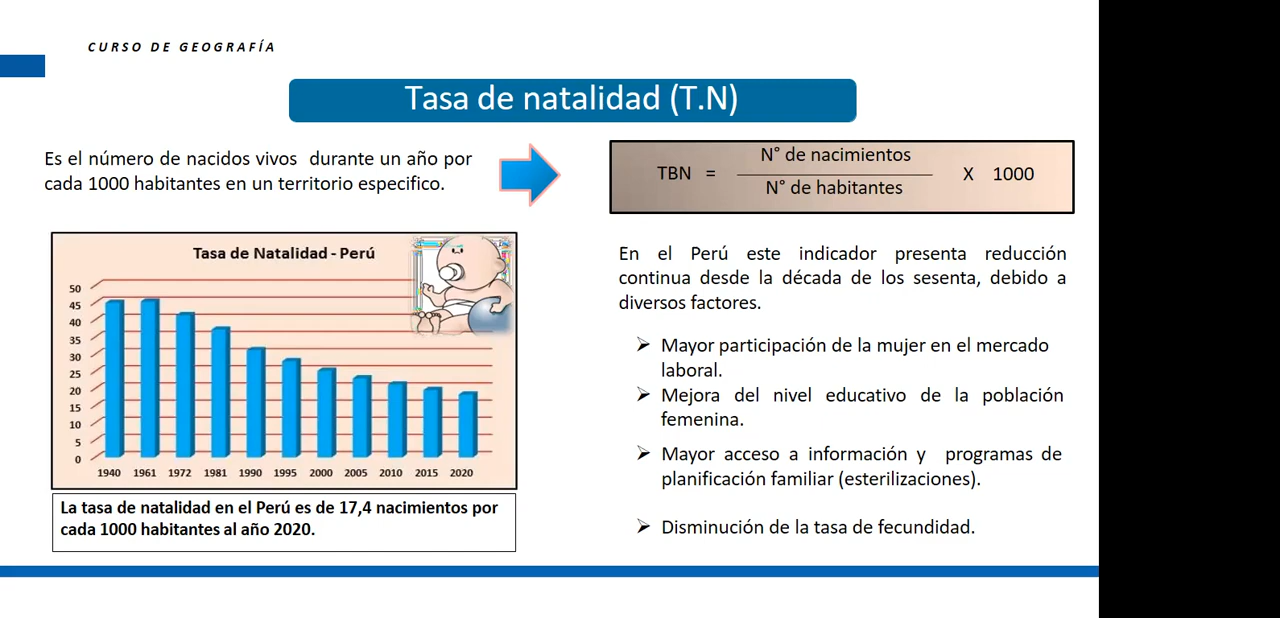 CURSO DE GEOGRAFÍA
Tasa de natalidad (T.N)
Es el número de nacidos vivos durante un año por
cada 1000 habitantes en un territorio especifico.
N° de nacimientos
TBN = X 1000
N° de habitantes
Tasa de Natalidad - Perú
50
45
40
35
30
25
20
15
10
5
0
1940 1961 1972 1981 1990 1995 2000 2005 2010 2015 2020
La tasa de natalidad en el Perú es de 17,4 nacimientos por
cada 1000 habitantes al año 2020.
En el Perú este indicador presenta reducción
continua desde la década de los sesenta, debido a
diversos factores.
Mayor participación de la mujer en el mercado
laboral.
Mejora del nivel educativo de la población
femenina.
Mayor acceso a información y programas de
planificación familiar (esterilizaciones).
Disminución de la tasa de fecundidad.